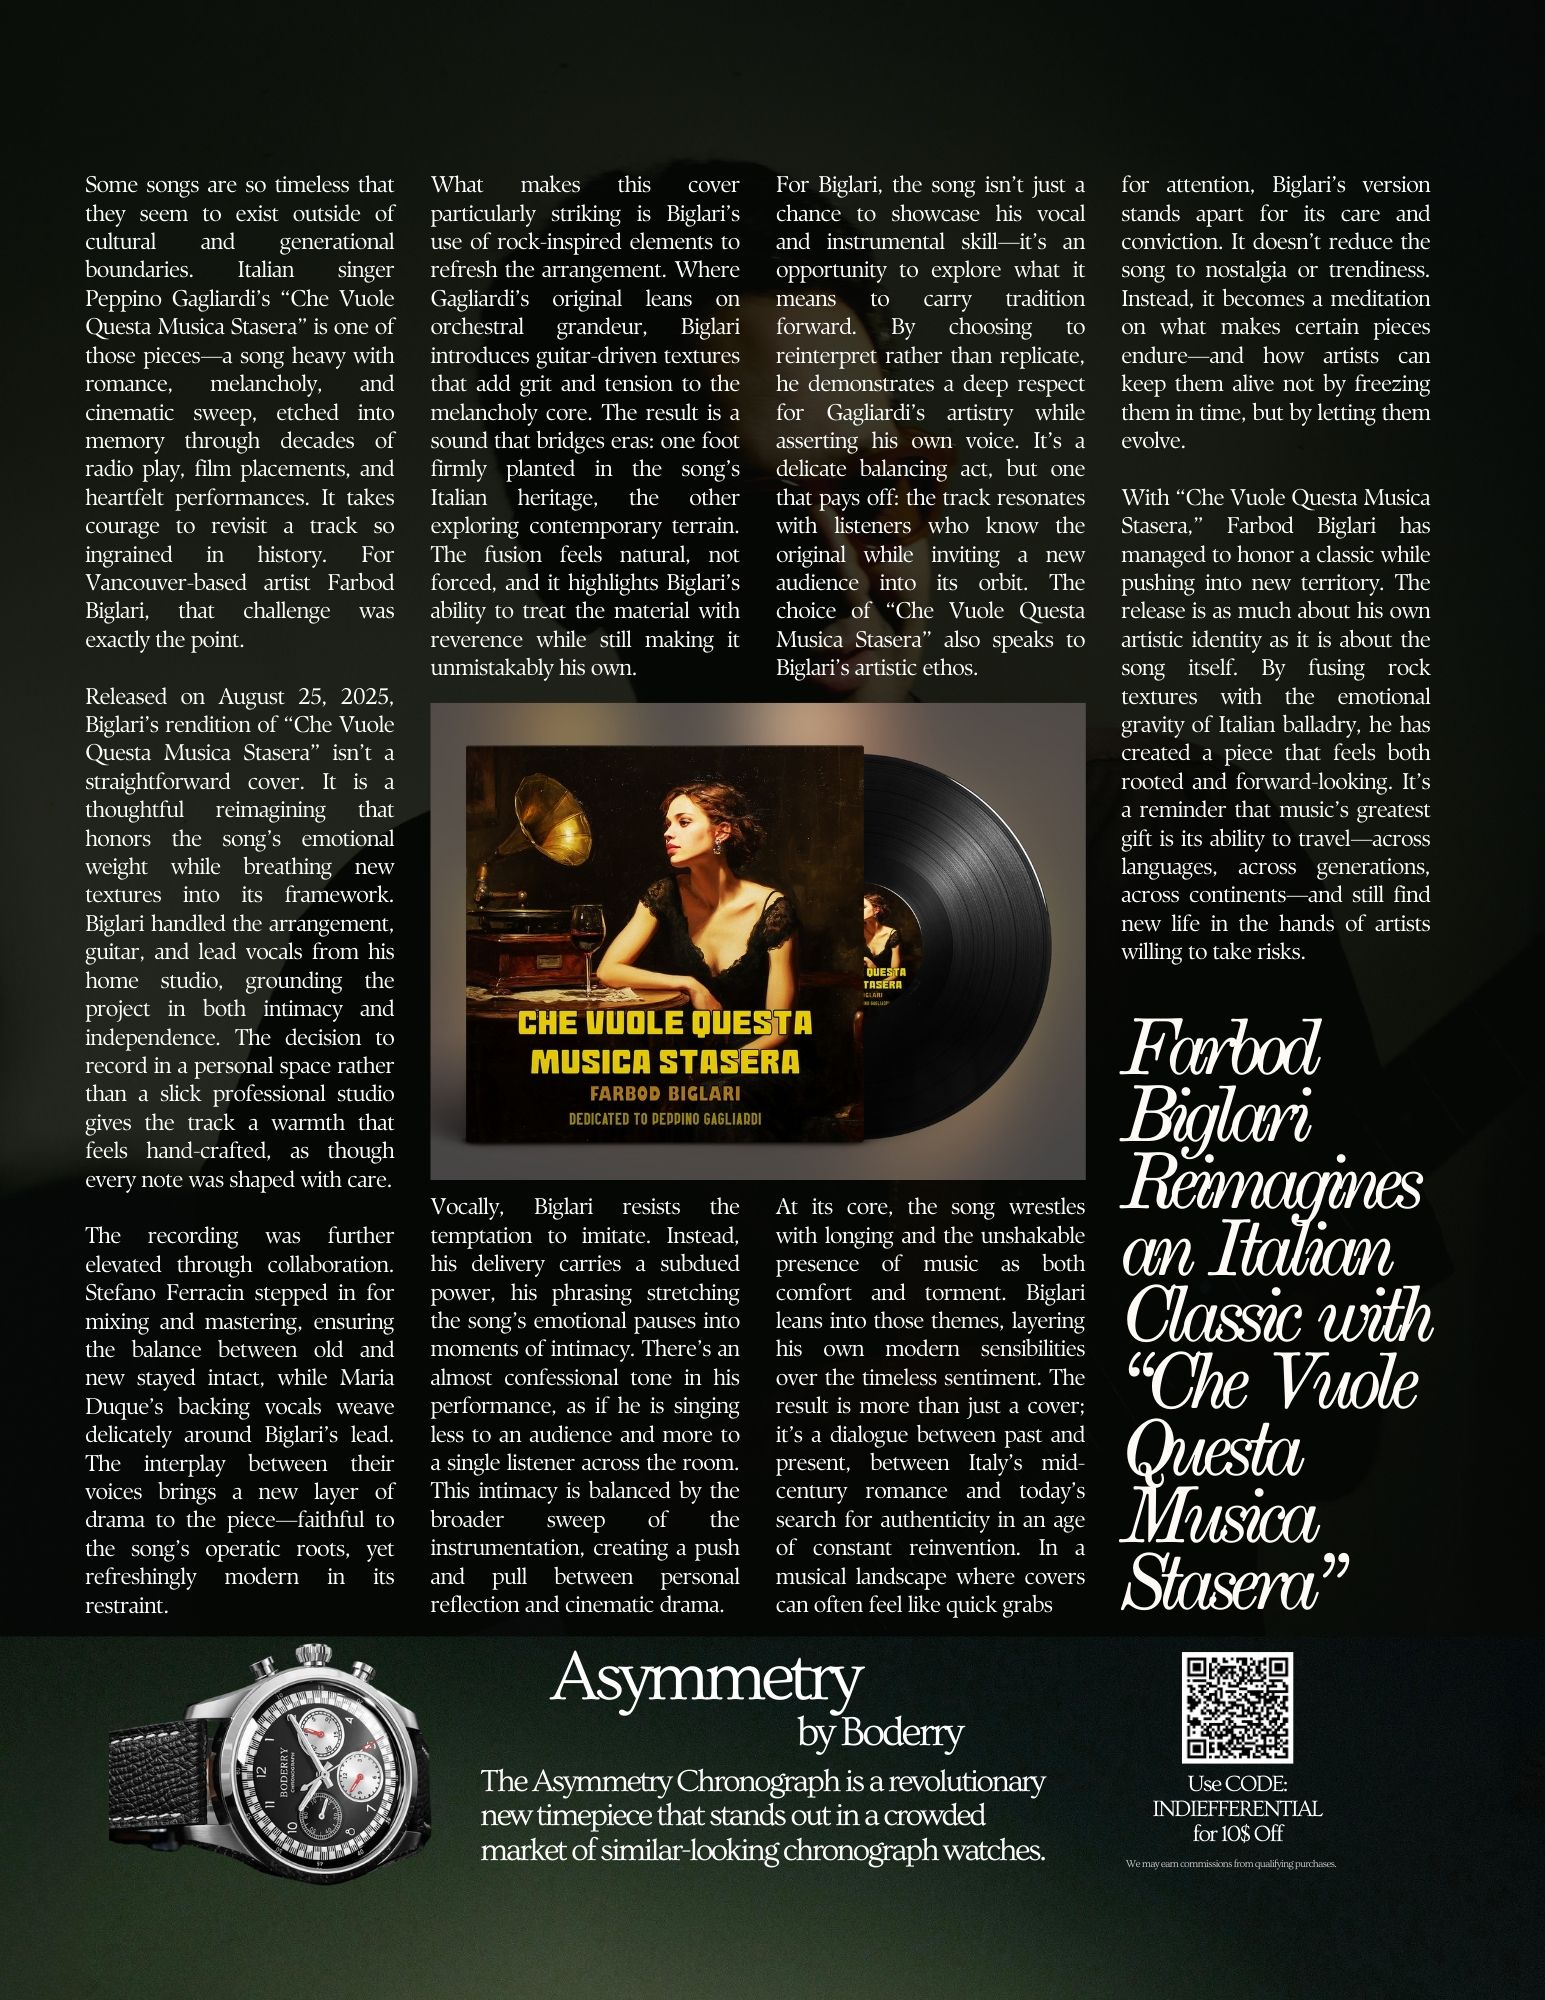 Some songs are so timeless that
they seem to exist outside of
cultural and generational
boundaries. Italian singer
Peppino Gagliardi’s “Che Vuole
Questa Musica Stasera” is one of
those pieces—a song heavy with
romance, melancholy, and
cinematic sweep, etched into
memory through decades of
radio play, film placements, and
heartfelt performances. It takes
courage to revisit a track so
ingrained in history. For
Vancouver-based artist Farbod
Biglari, that challenge was
exactly the point.
Released on August 25, 2025,
Biglari’s rendition of “Che Vuole
Questa Musica Stasera” isn’t a
straightforward cover. It is a
thoughtful reimagining that
honors the song’s emotional
weight while breathing new
textures into its framework.
Biglari handled the arrangement,
guitar, and lead vocals from his
home studio, grounding the
project in both intimacy and
independence. The decision to
record in a personal space rather
than a slick professional studio
gives the track a warmth that
feels hand-crafted, as though
every note was shaped with care.
The recording was further
elevated through collaboration.
Stefano Ferracin stepped in for
mixing and mastering, ensuring
the balance between old and
new stayed intact, while Maria
Duque’s backing vocals weave
delicately around Biglari’s lead.
The interplay between their
voices brings a new layer of
drama to the piece—faithful to
the song’s operatic roots, yet
refreshingly modern in its
restraint.
What makes this cover
particularly striking is Biglari’s
use of rock-inspired elements to
refresh the arrangement. Where
Gagliardi’s original leans on
orchestral grandeur, Biglari
introduces guitar-driven textures
that add grit and tension to the
melancholy core. The result is a
sound that bridges eras: one foot
firmly planted in the song’s
Italian heritage, the other
exploring contemporary terrain.
The fusion feels natural, not
forced, and it highlights Biglari’s
ability to treat the material with
reverence while still making it
unmistakably his own.
CHE VUOLE QUESTA
MUSICA STASERA
FARBOD BIGLARI
DEDICATED TO PEPPINO GAGLIARDI
QUESTA
TASERA
Vocally, Biglari resists the
temptation to imitate. Instead,
his delivery carries a subdued
power, his phrasing stretching
the song’s emotional pauses into
moments of intimacy. There’s an
almost confessional tone in his
performance, as if he is singing
less to an audience and more to
a single listener across the room.
This intimacy is balanced by the
broader sweep of the
instrumentation, creating a push
and pull between personal
reflection and cinematic drama.
For Biglari, the song isn’t just a
chance to showcase his vocal
and instrumental skill—it’s an
opportunity to explore what it
means to carry tradition
forward. By choosing to
reinterpret rather than replicate,
he demonstrates a deep respect
for Gagliardi’s artistry while
asserting his own voice. It’s a
delicate balancing act, but one
that pays off: the track resonates
with listeners who know the
original while inviting a new
audience into its orbit. The
choice of “Che Vuole Questa
Musica Stasera” also speaks to
Biglari’s artistic ethos.
At its core, the song wrestles
with longing and the unshakable
presence of music as both
comfort and torment. Biglari
leans into those themes, layering
his own modern sensibilities
over the timeless sentiment. The
result is more than just a cover;
it’s a dialogue between past and
present, between Italy’s mid-
century romance and today’s
search for authenticity in an age
of constant reinvention. In a
musical landscape where covers
can often feel like quick grabs
for attention, Biglari’s version
stands apart for its care and
conviction. It doesn’t reduce the
song to nostalgia or trendiness.
Instead, it becomes a meditation
on what makes certain pieces
endure—and how artists can
keep them alive not by freezing
them in time, but by letting them
evolve.
With “Che Vuole Questa Musica
Stasera,” Farbod Biglari has
managed to honor a classic while
pushing into new territory. The
release is as much about his own
artistic identity as it is about the
song itself. By fusing rock
textures with the emotional
gravity of Italian balladry, he has
created a piece that feels both
rooted and forward-looking. It’s
a reminder that music’s greatest
gift is its ability to travel—across
languages, across generations,
across continents—and still find
new life in the hands of artists
willing to take risks.
Farbod
Biglari
Reimagines
an Italian
Classic with
“Che Vuole
Questa
Musica
Stasera”
BODERRY
CHRONOGRAPH
Asymmetry
by Boderry
The Asymmetry Chronograph is a revolutionary
new timepiece that stands out in a crowded
market of similar-looking chronograph watches.
Use CODE:
INDIEFFERENTIAL
for 10$ Off
We may earn commissions from qualifying purchases.